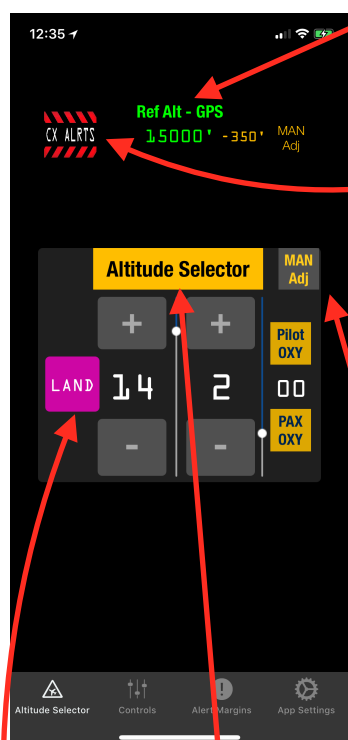 12:35
Ref Alt - GPS
CX ALRTS
15000' -350' MAN
Adj
Altitude Selector
MAN
Adj
+ +
Pilot
OXY
LAND 14 2 00
PAX
OXY
- -
Altitude Selector Controls Alert Margins App Settings